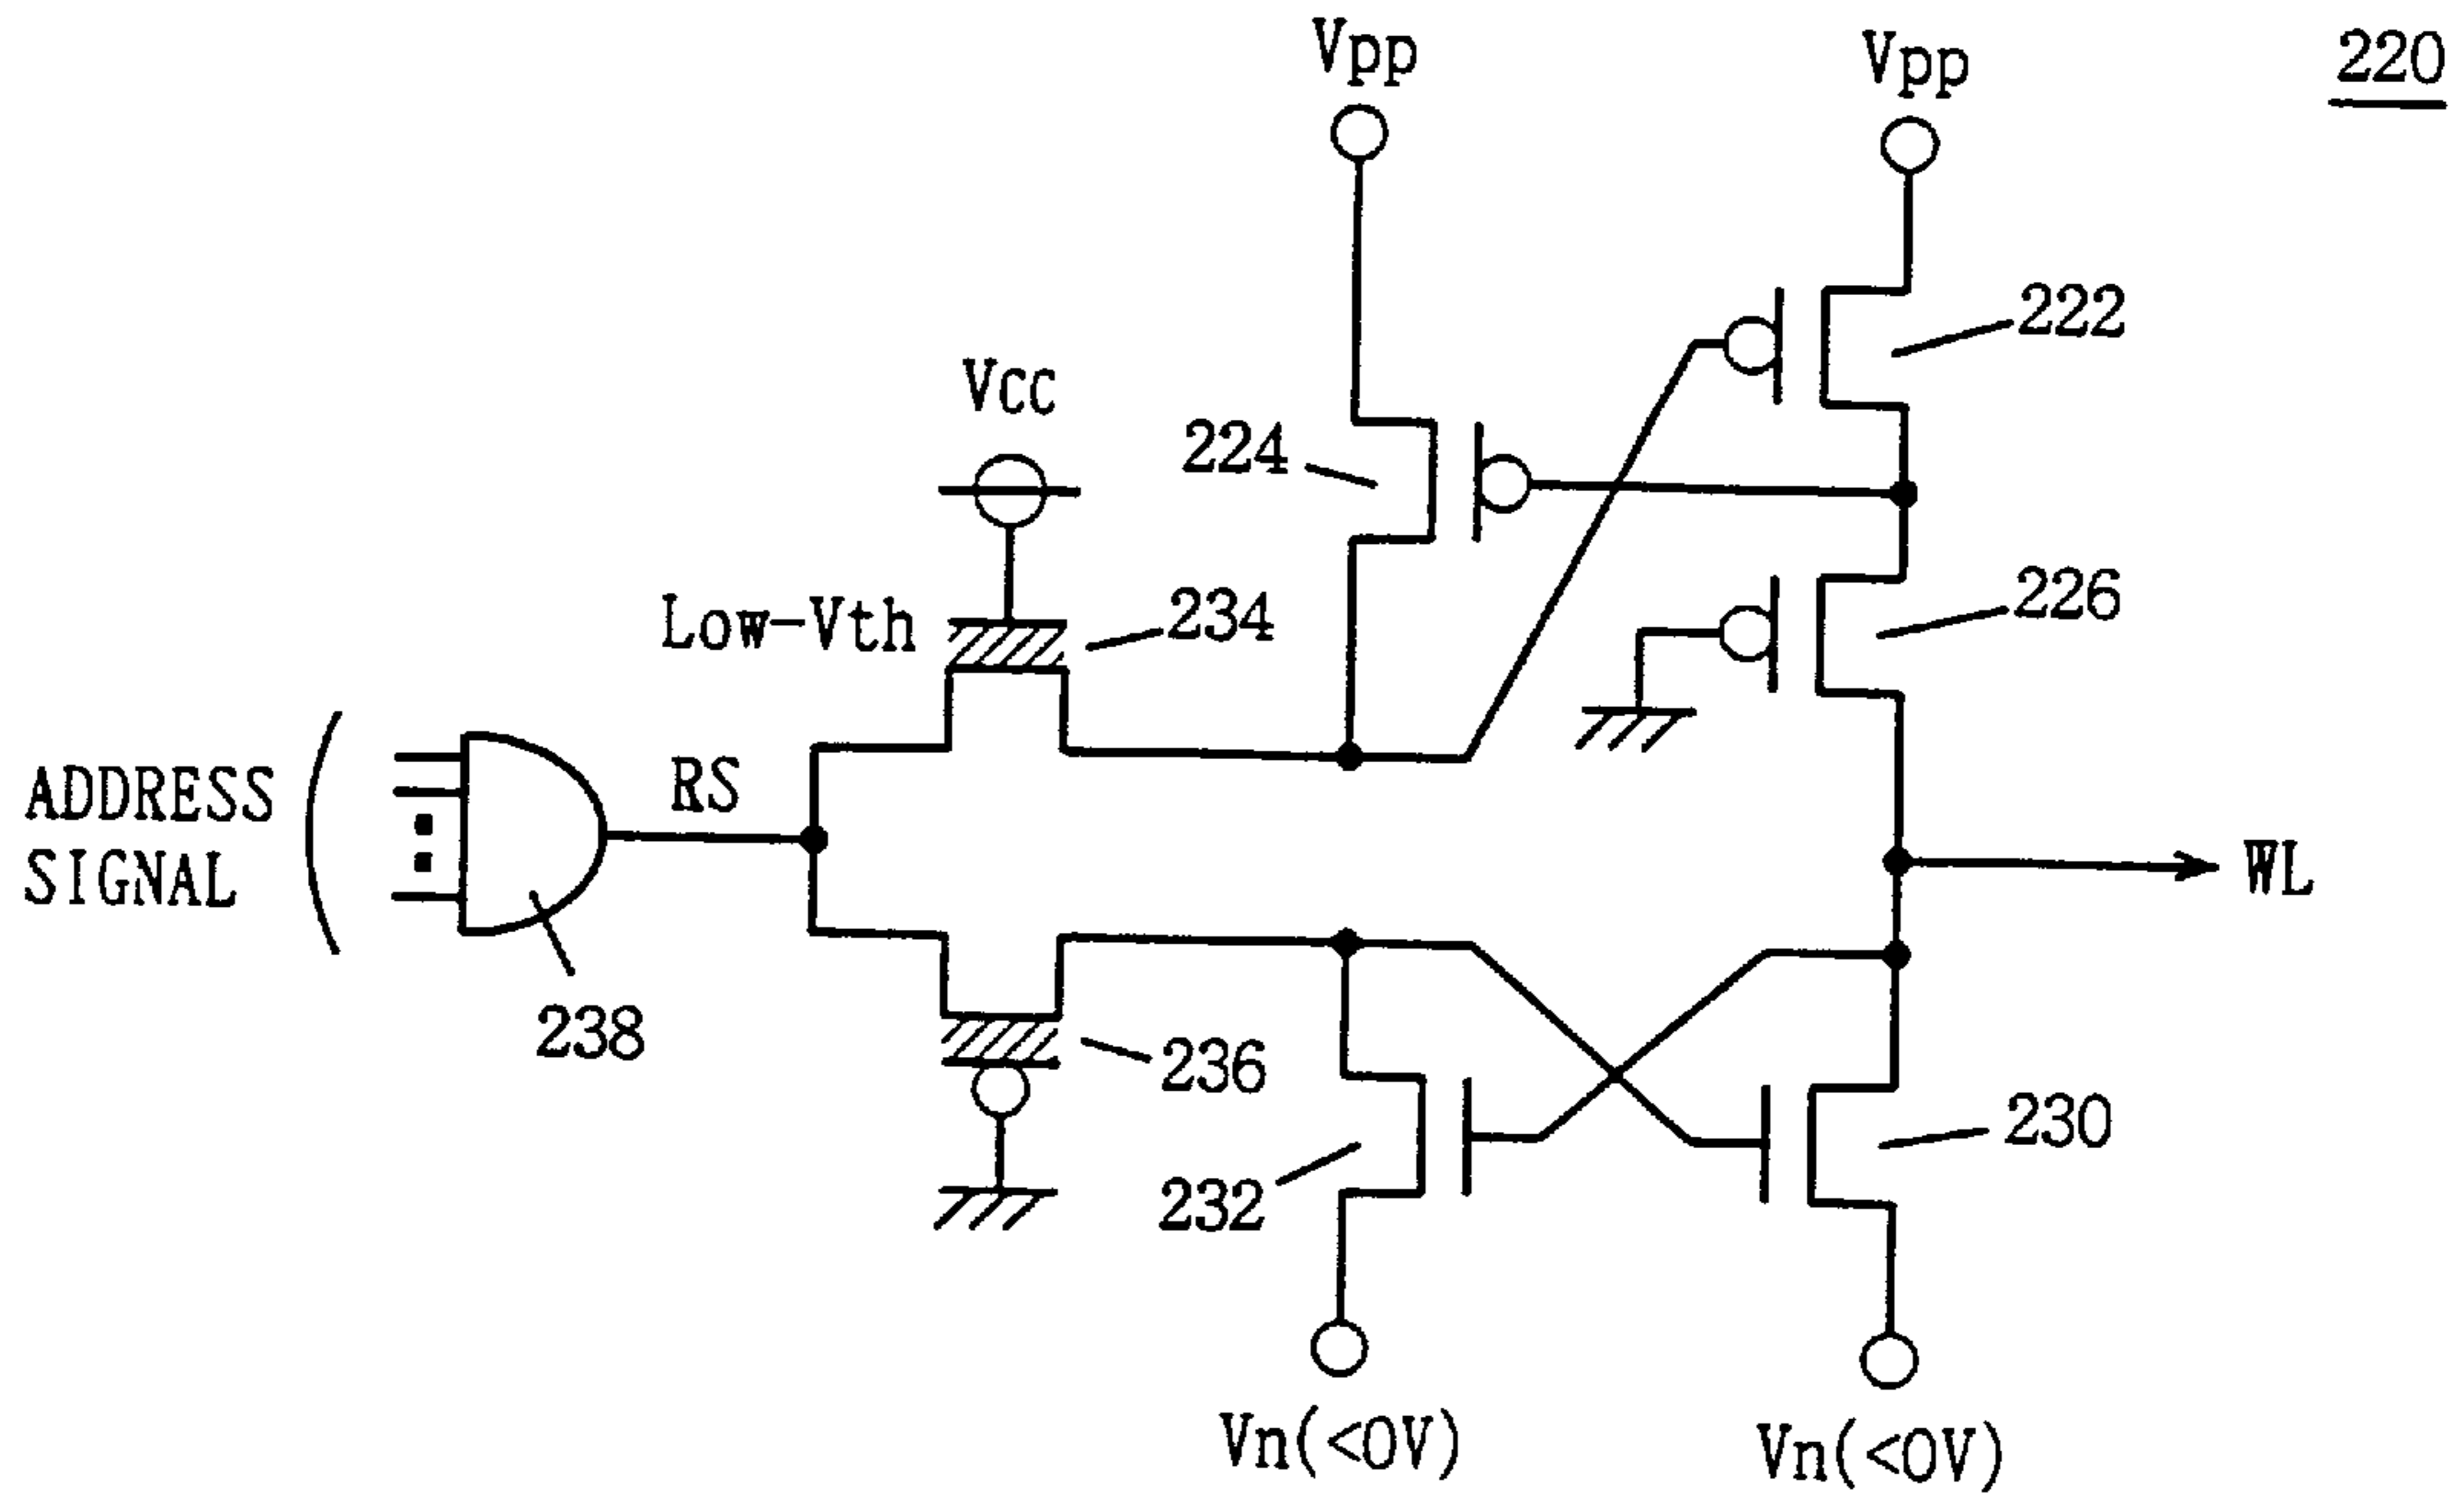 Vpp
Vpp
220
222
Vcc
224
Low-Vth
234
226
ADDRESS
SIGNAL
RS
WL
238
236
232
230
Vn(<0V)
Vn(<0V)